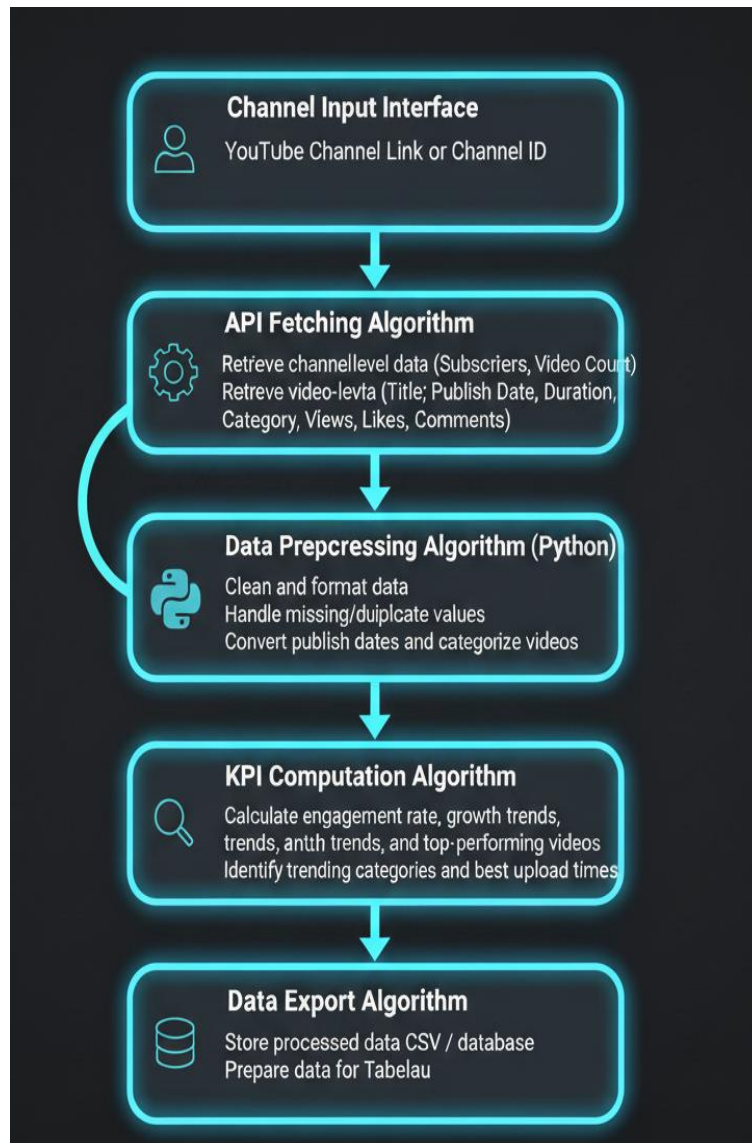 Channel Input Interface
YouTube Channel Link or Channel ID
API Fetching Algorithm
Retrieve channellevel data (Subscriers, Video Count)
Retreve video-levta (Title; Publish Date, Duration,
Category, Views, Likes, Comments)
Data Prepcressing Algorithm (Python)
Clean and format data
Handle missing/duiplcate values
Convert publish dates and categorize videos
KPI Computation Algorithm
Calculate engagement rate, growth trends,
trends, antth trends, and top-performing videos
Identify trending categories and best upload times
Data Export Algorithm
Store processed data CSV / database
Prepare data for Tabelau